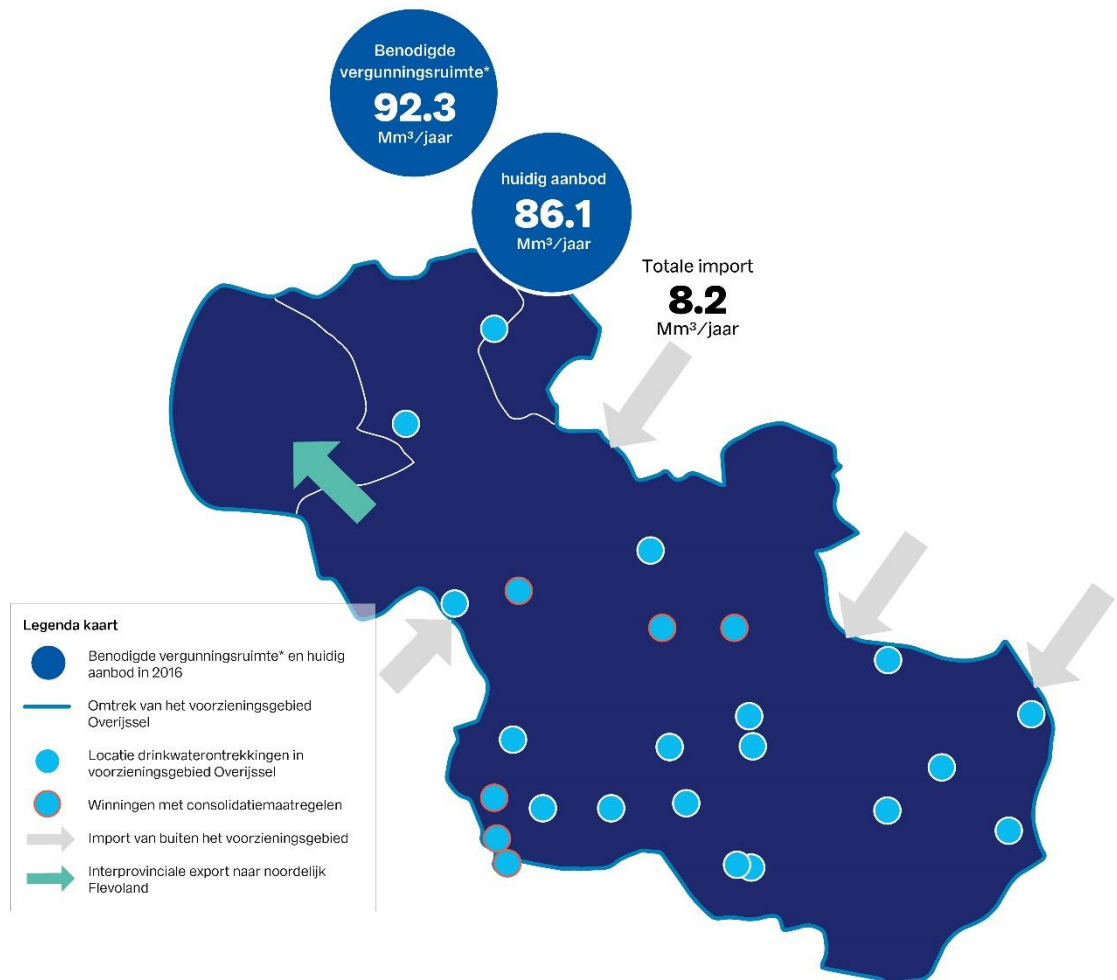 Benodigde
vergunningsruimte*
92.3
Mm³/jaar
huidig aanbod
86.1
Mm³/jaar
Totale import
8.2
Mm³/jaar
Legenda kaart
Benodigde vergunningsruimte* en huidig
aanbod in 2016
Omtrek van het voorzieningsgebied
Overijssel
Locatie drinkwaterontrekkingen in
voorzieningsgebied Overijssel
Winningen met consolidatiemaatregelen
Import van buiten het voorzieningsgebied
Interprovinciale export naar noordelijk
Flevoland